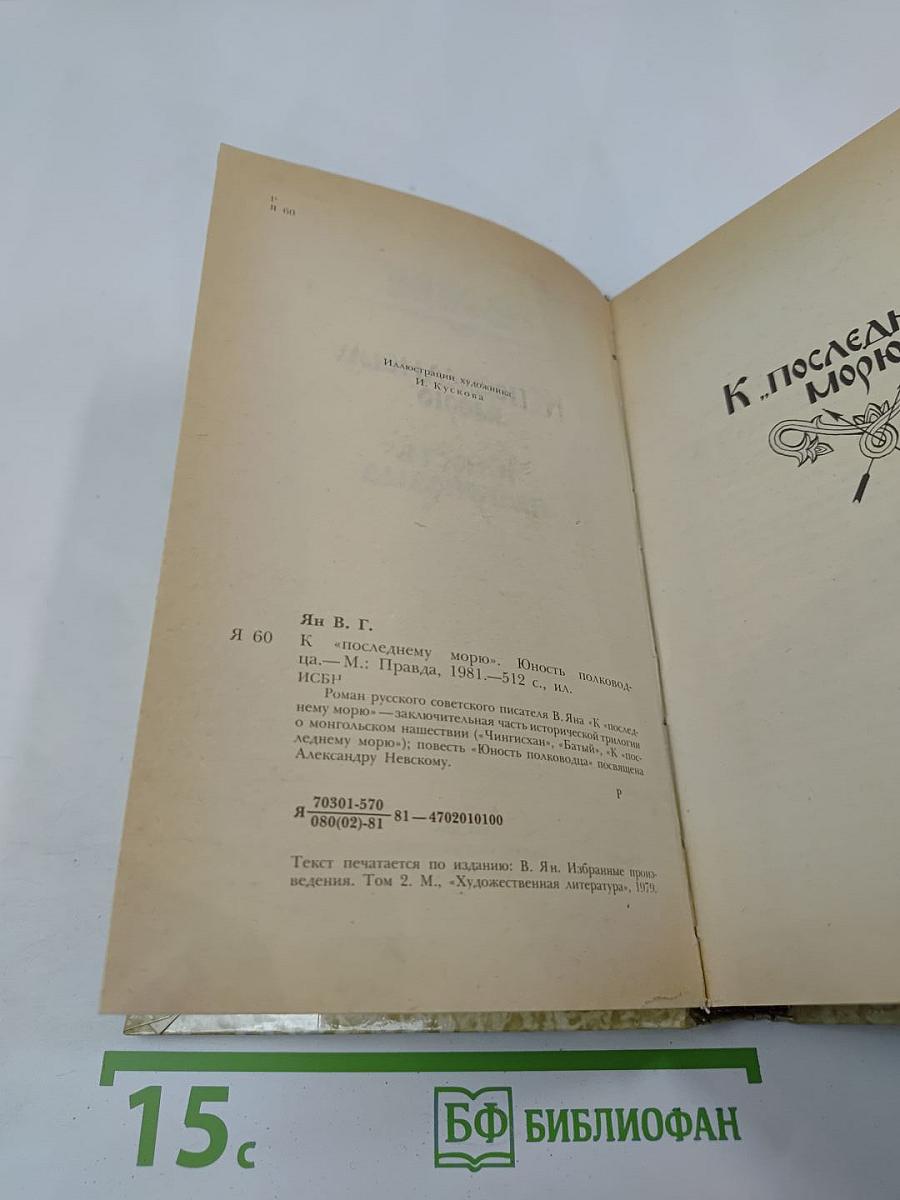 Р
Я 60
Иллюстрации художника
И. Кускова
Ян В. Г.
Я 60
К «последнему морю». Юность полковод-
ца.— М.: Правда, 1981.—512 с., ил.
ИСБН
Роман русского советского писателя В. Яна «К «послед-
нему морю» — заключительная часть исторической трилогии
о монгольском нашествии («Чингисхан», «Батый», «К «пос-
леднему морю»); повесть «Юность полководца» посвящена
Александру Невскому.
Р
Я 70301-570
080(02)-81 81—4702010100
Текст печатается по изданию: В. Ян. Избранные произ-
ведения. Том 2. М., «Художественная литература», 1979.
К „ПОСЛЕДН
МОРЮ
15 с
БФ БИБЛИОФАН